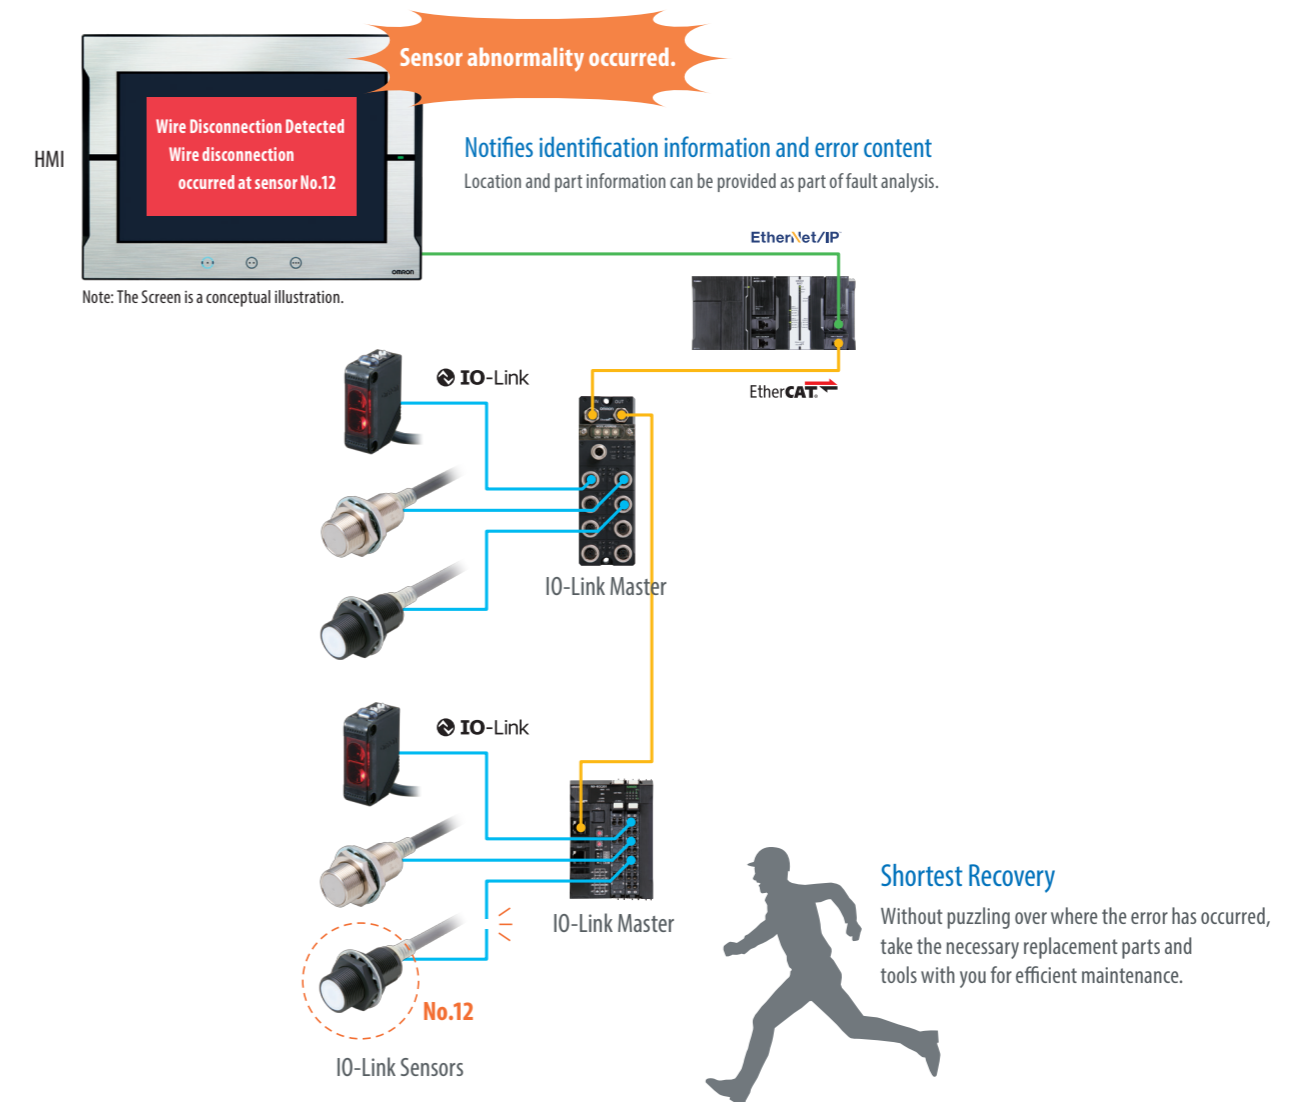 Sensor abnormality occurred.
Wire Disconnection Detected
Wire disconnection
occurred at sensor No.12
HMI
OMRON
Note: The Screen is a conceptual illustration.
Notifies identification information and error content
Location and part information can be provided as part of fault analysis.
EtherNet/IP
EtherCAT
IO-Link
OUT
IO-Link Master
IO-Link
IO-Link Master
No.12
IO-Link Sensors
Shortest Recovery
Without puzzling over where the error has occurred,
take the necessary replacement parts and
tools with you for efficient maintenance.